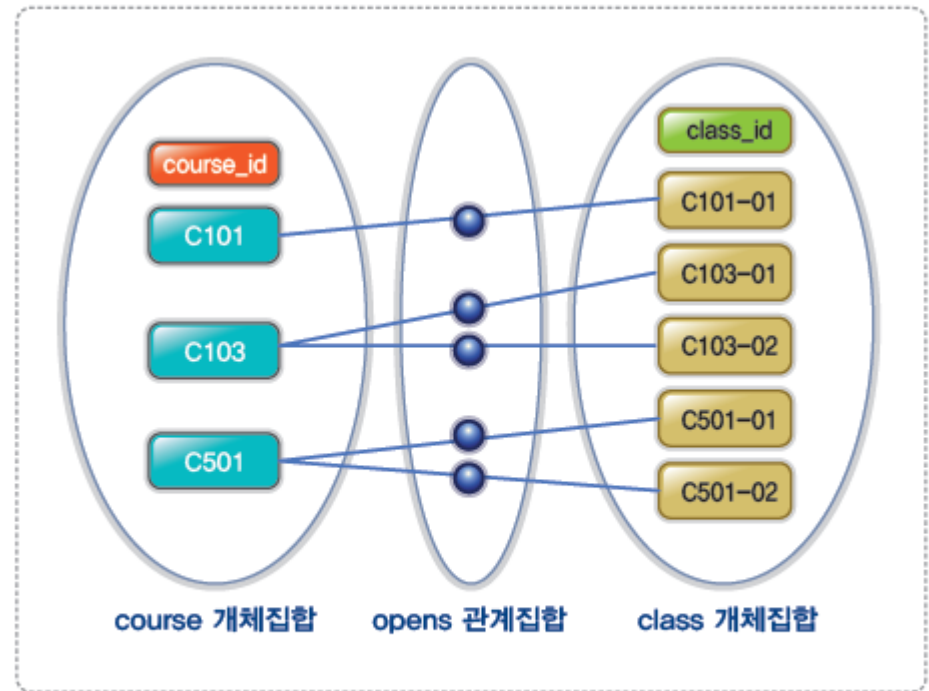 course_id
C101
C103
C501
class_id
C101-01
C103-01
C103-02
C501-01
C501-02
course 개체집합
opens 관계집합
class 개체집합